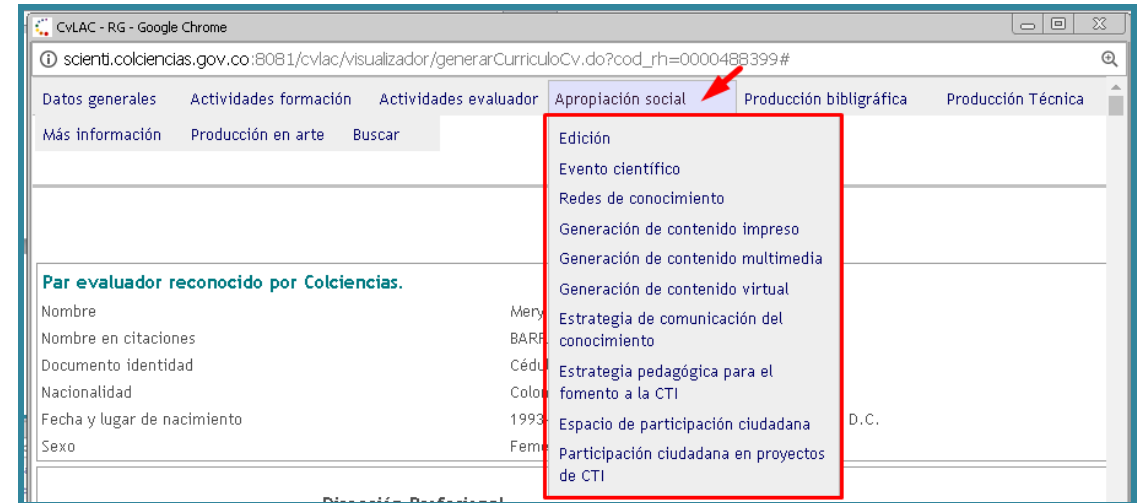 CvLAC - RG - Google Chrome
scienti.colciencias.gov.co:8081/cvlac/visualizador/generarCurriculoCv.do?cod_rh=0000488399#
Datos generales Actividades formación Actividades evaluador Apropiación social Producción bibligráfica Producción Técnica
Más información Producción en arte Buscar
Edición
Evento científico
Redes de conocimiento
Generación de contenido impreso
Generación de contenido multimedia
Generación de contenido virtual
Estrategia de comunicación del
conocimiento
Estrategia pedagógica para el
fomento a la CTI
Espacio de participación ciudadana
Participación ciudadana en proyectos
de CTI
Par evaluador reconocido por Colciencias.
Nombre Mery
Nombre en citaciones
Documento identidad
Nacionalidad
Fecha y lugar de nacimiento 1993 D.C.
Sexo